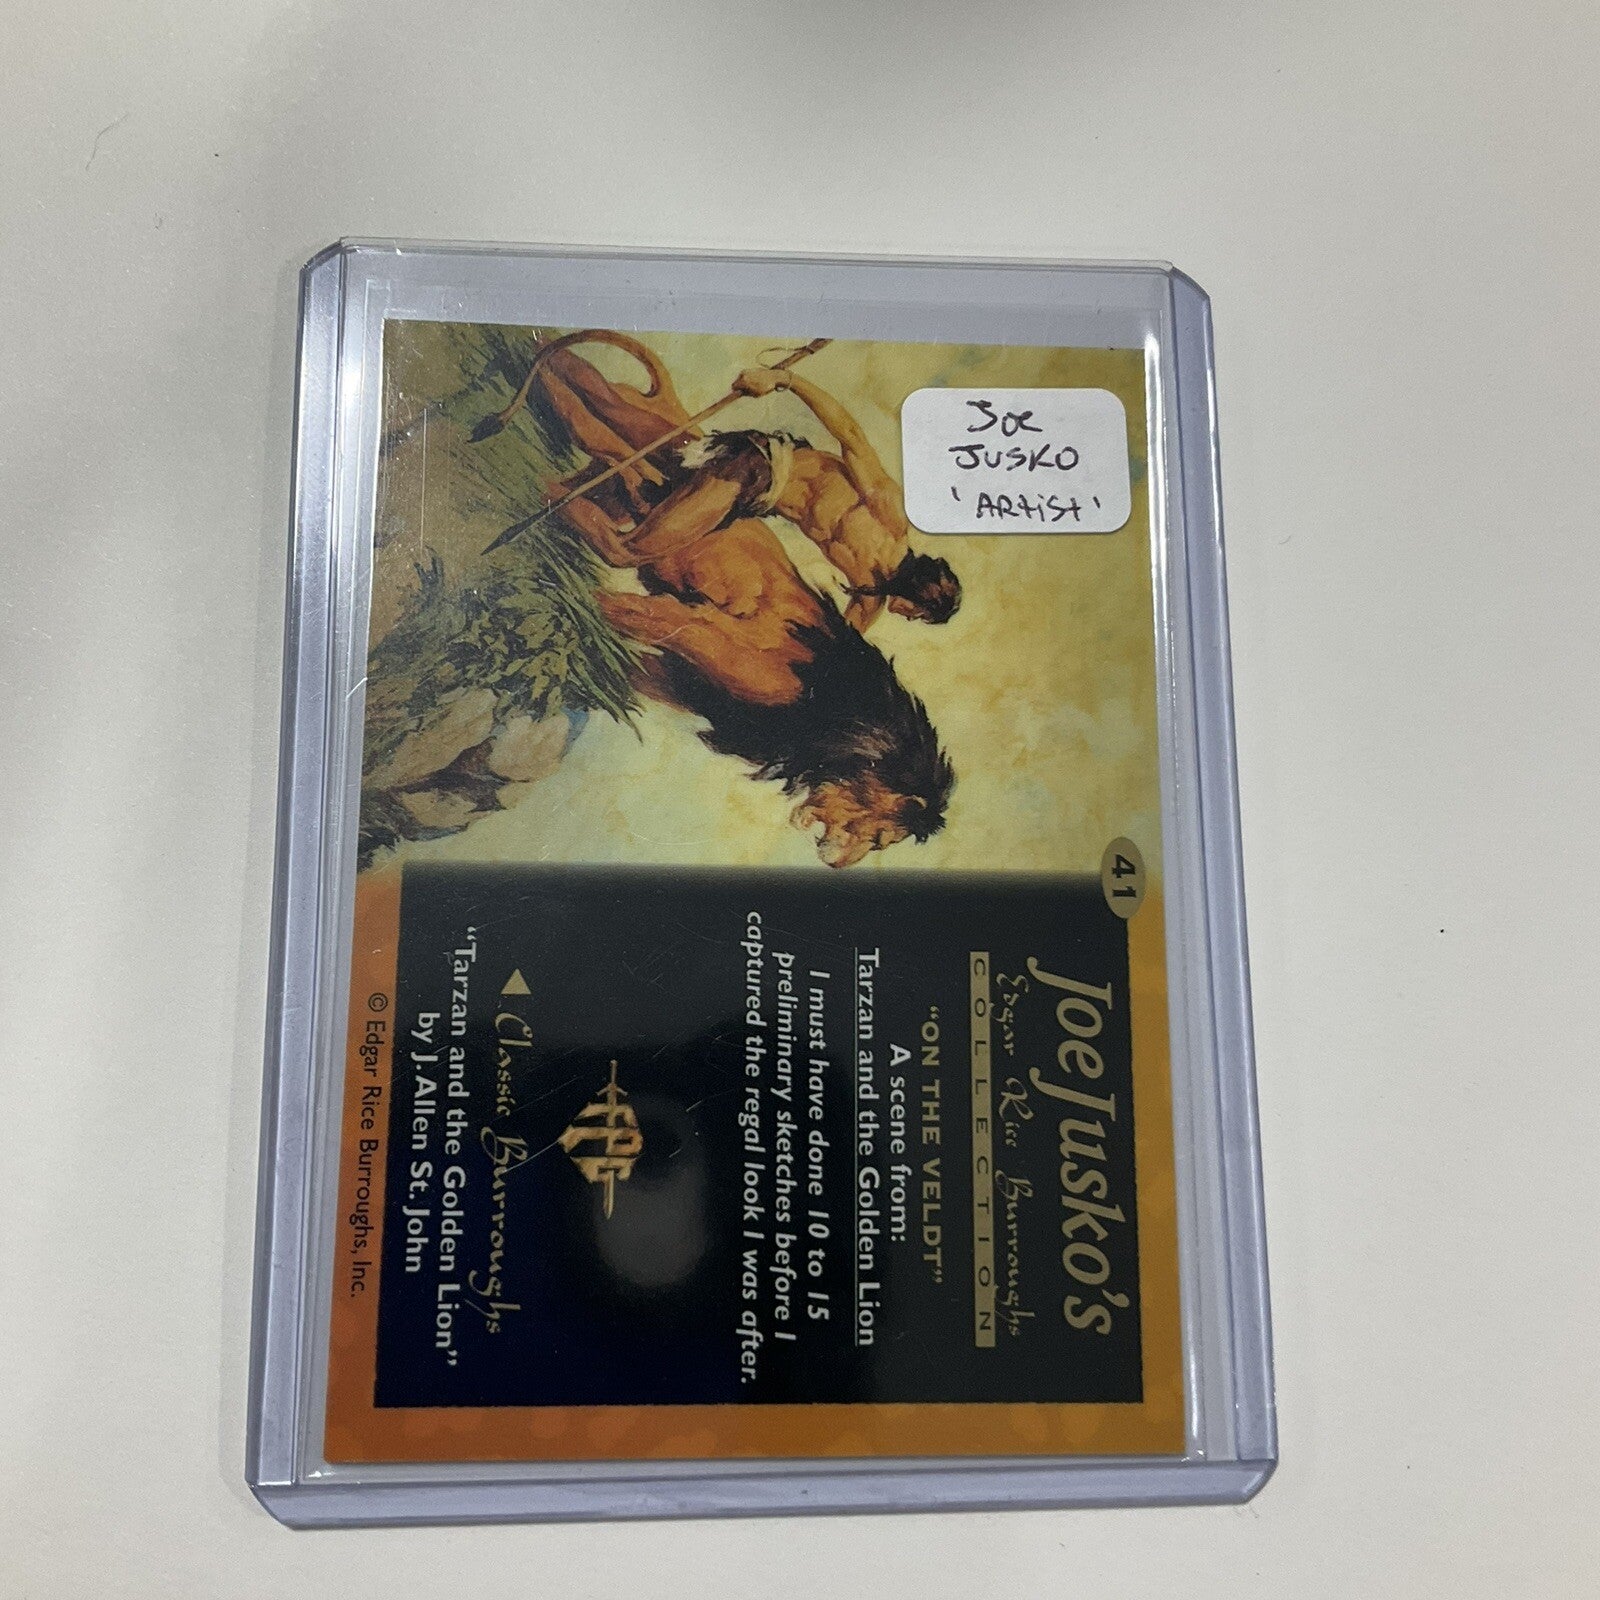 Joe
JUSKO
'ARtiSt'
41
Joe Jusko's
Edgar Rice Burroughs
COLLECTION
"ON THE VELDT"
A scene from:
Tarzan and the Golden Lion
I must have done 10 to 15
preliminary sketches before I
captured the regal look I was after.
FPG
◀ Classic Burroughs
"Tarzan and the Golden Lion"
by J. Allen St. John
© Edgar Rice Burroughs, Inc.